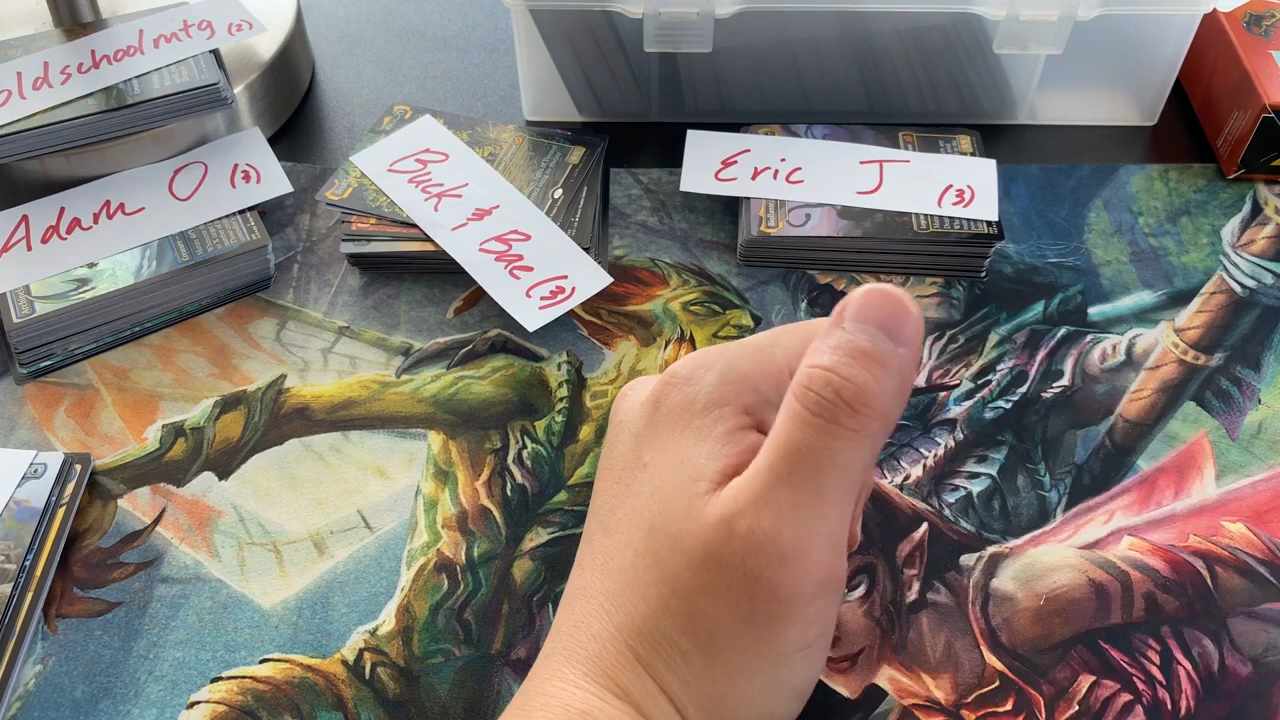 oldschoolmtg (2)
Adam O (3)
Buck & Bae (3)
Eric J (3)